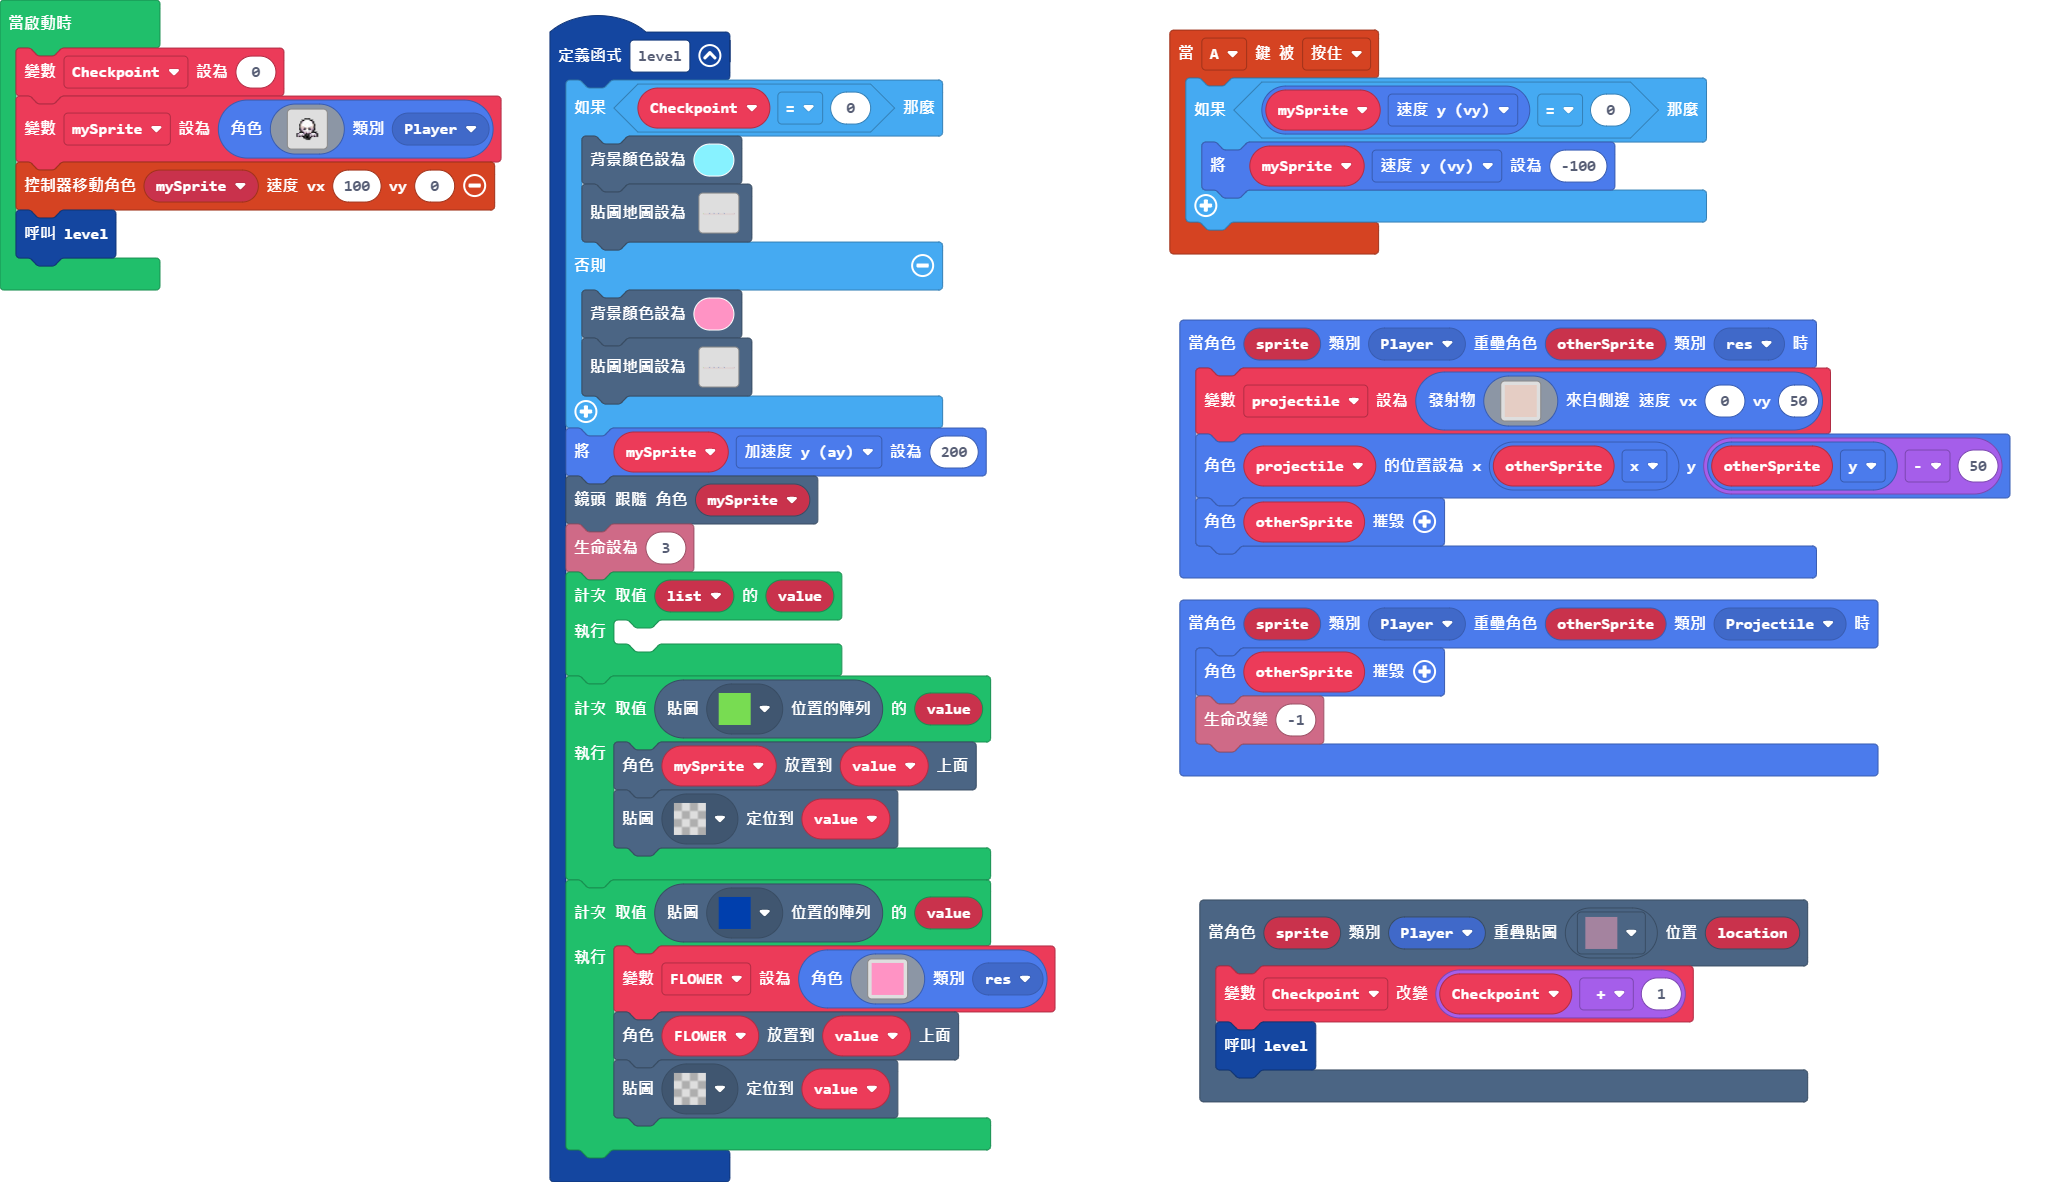 當啟動時
變數 Checkpoint 設為 0
變數 mySprite 設為 角色 類別 Player
控制器移動角色 mySprite 速度 vx 100 vy 0
呼叫 level
定義函式 level
如果 Checkpoint = 0 那麼
背景顏色設為
貼圖地圖設為
否則
背景顏色設為
貼圖地圖設為
將 mySprite 加速度 y (ay) 設為 200
鏡頭 跟隨 角色 mySprite
生命設為 3
計次 取值 list 的 value
執行
計次 取值 貼圖 位置的陣列 的 value
執行 角色 mySprite 放置到 value 上面
貼圖 定位到 value
計次 取值 貼圖 位置的陣列 的 value
執行 變數 FLOWER 設為 角色 類別 res
角色 FLOWER 放置到 value 上面
貼圖 定位到 value
當 A 鍵 被 按住
如果 mySprite 速度 y (vy) = 0 那麼
將 mySprite 速度 y (vy) 設為 -100
當角色 sprite 類別 Player 重疊角色 otherSprite 類別 res 時
變數 projectile 設為 發射物 來自側邊 速度 vx 0 vy 50
角色 projectile 的位置設為 x otherSprite x y otherSprite y - 50
角色 otherSprite 摧毀
當角色 sprite 類別 Player 重疊角色 otherSprite 類別 Projectile 時
角色 otherSprite 摧毀
生命改變 -1
當角色 sprite 類別 Player 重疊貼圖 位置 location
變數 Checkpoint 改變 Checkpoint + 1
呼叫 level